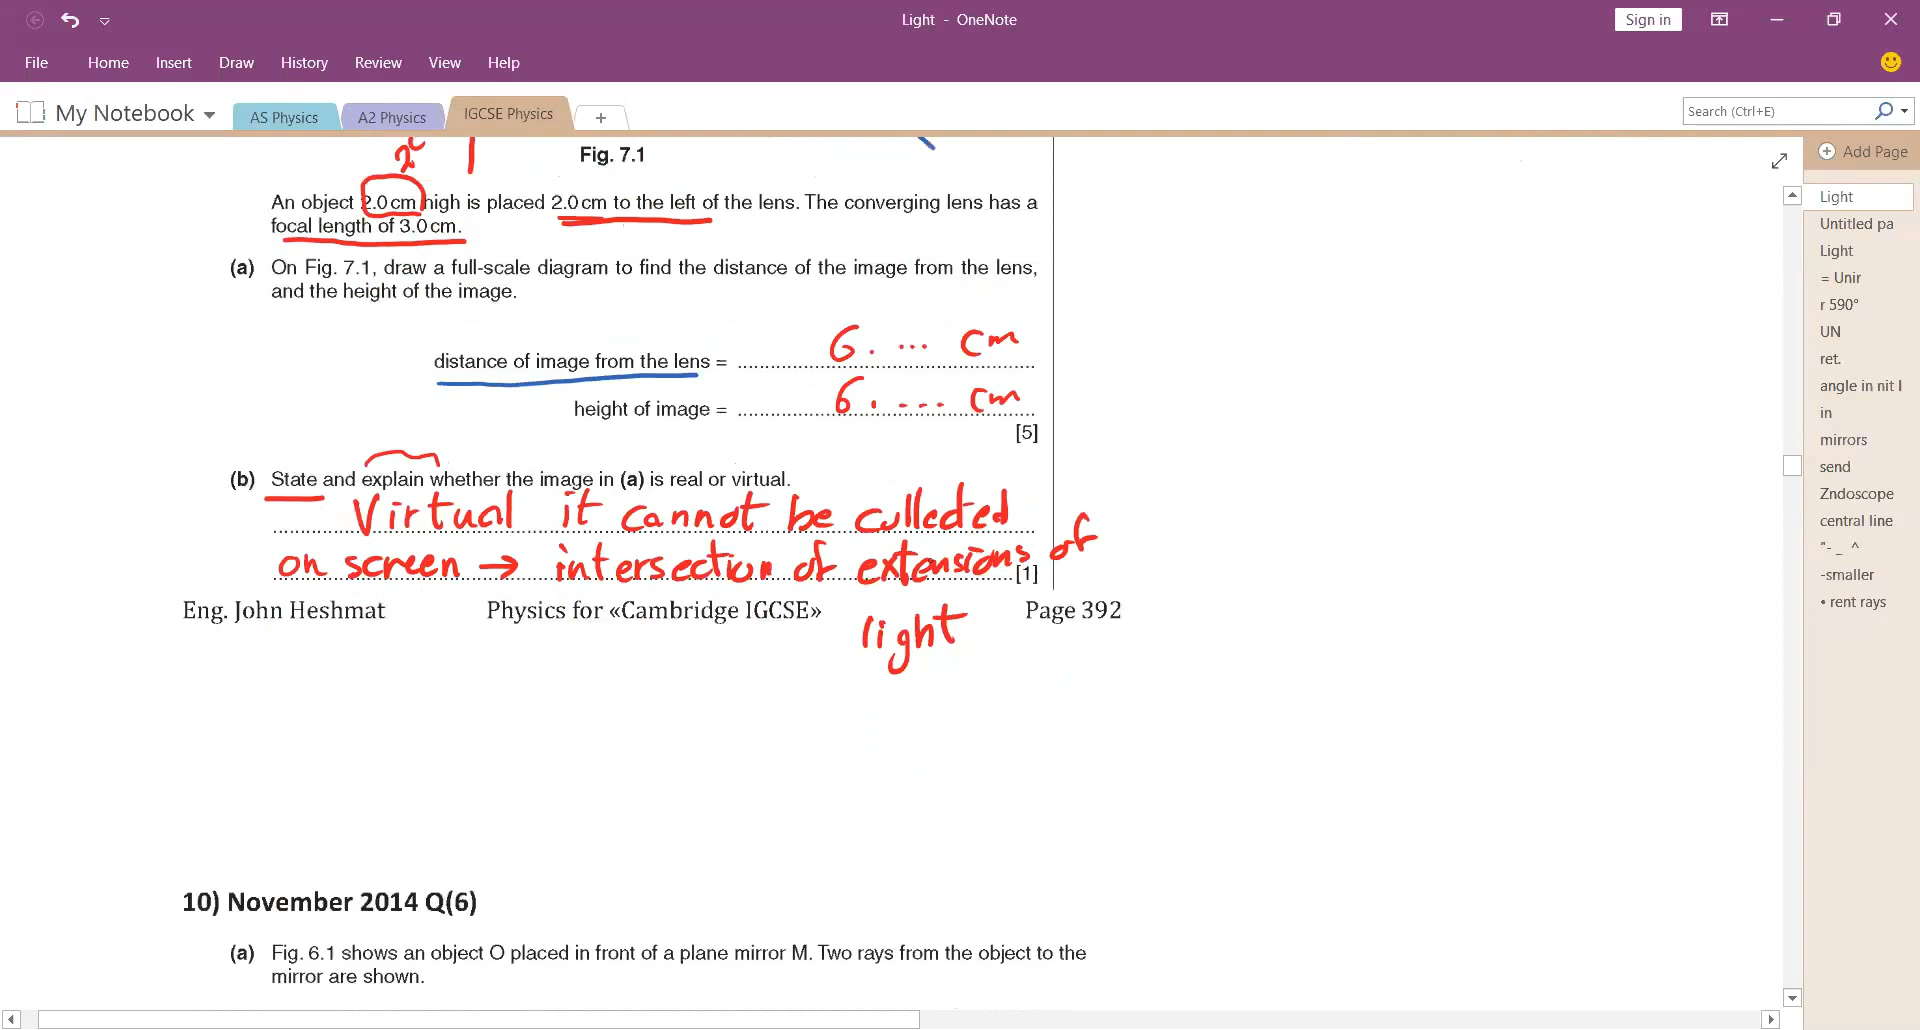 Light - OneNote
Sign in
File Home Insert Draw History Review View Help
My Notebook
AS Physics
A2 Physics
IGCSE Physics
Search (Ctrl+E)
Add Page
Light
Untitled pa
Light
= Unir
r 590°
UN
ret.
angle in nit l
in
mirrors
send
Zndoscope
central line
"- _ ^
-smaller
• rent rays
Fig. 7.1
An object 2.0 cm high is placed 2.0 cm to the left of the lens. The converging lens has a
focal length of 3.0 cm.
(a) On Fig. 7.1, draw a full-scale diagram to find the distance of the image from the lens,
and the height of the image.
6. ... cm
distance of image from the lens =
6. ... cm
height of image =
[5]
(b) State and explain whether the image in (a) is real or virtual.
Virtual it cannot be cullected
on screen → intersection of extensions of
[1]
light
Eng. John Heshmat Physics for «Cambridge IGCSE» Page 392
10) November 2014 Q(6)
(a) Fig. 6.1 shows an object O placed in front of a plane mirror M. Two rays from the object to the
mirror are shown.